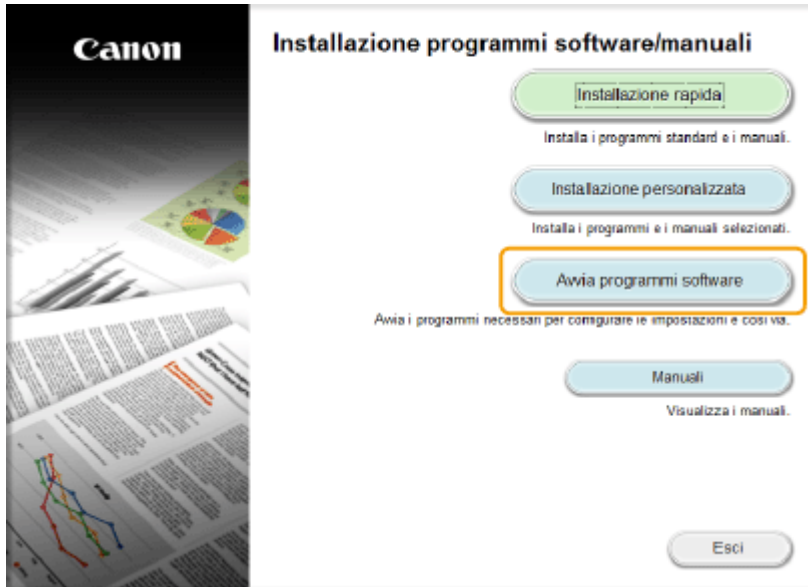 Canon
Installazione programmi software/manuali
Installazione rapida
Installa i programmi standard e i manuali.
Installazione personalizzata
Installa i programmi e i manuali selezionati.
Avvia programmi software
Avvia i programmi necessari per configurare le impostazioni e così via.
Manuali
Visualizza i manuali.
Esci